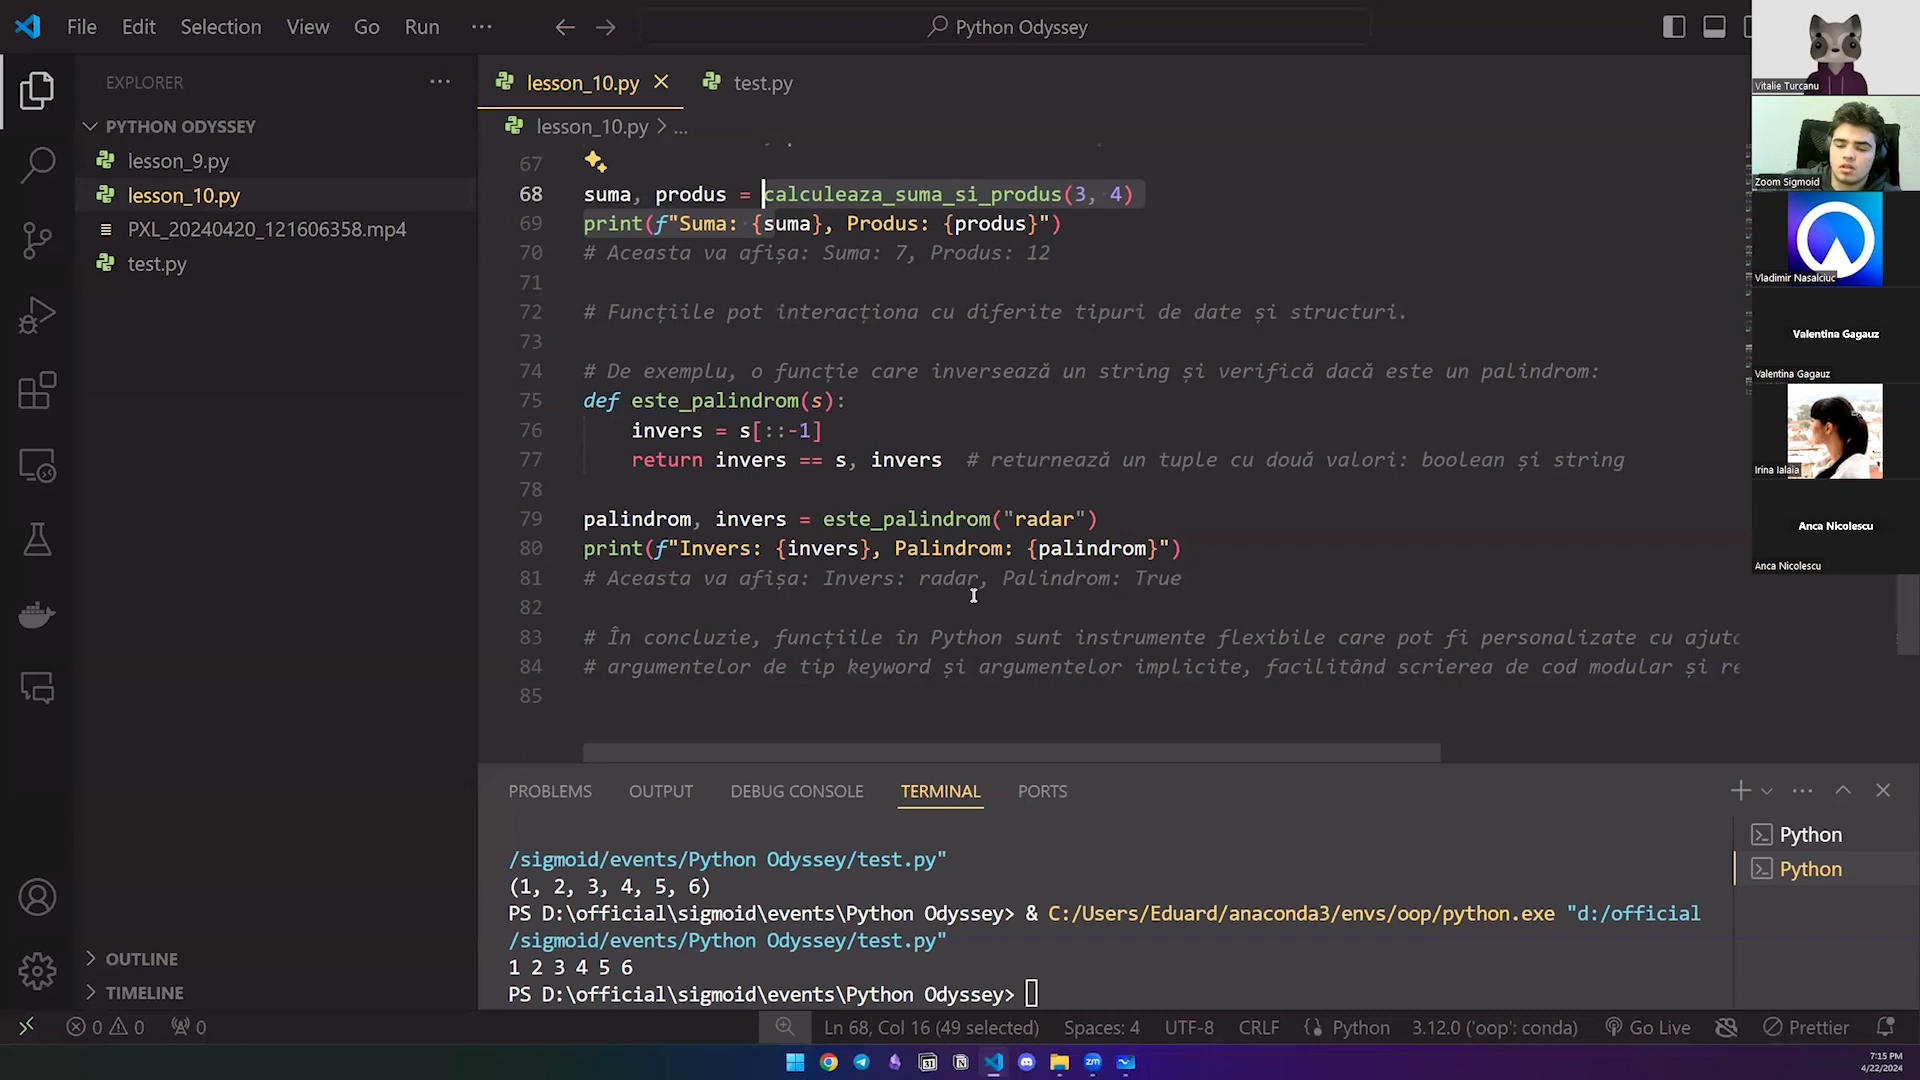 File Edit Selection View Go Run ...
Python Odyssey
EXPLORER
PYTHON ODYSSEY
lesson_9.py
lesson_10.py
PXL_20240420_121606358.mp4
test.py
OUTLINE
TIMELINE
lesson_10.py test.py
lesson_10.py > ...
67
68 suma, produs = calculeaza_suma_si_produs(3, 4)
69 print(f"Suma: {suma}, Produs: {produs}")
70 # Aceasta va afișa: Suma: 7, Produs: 12
71
72 # Funcțiile pot interacționa cu diferite tipuri de date și structuri.
73
74 # De exemplu, o funcție care inversează un string și verifică dacă este un palindrom:
75 def este_palindrom(s):
76 invers = s[::-1]
77 return invers == s, invers # returnează un tuple cu două valori: boolean și string
78
79 palindrom, invers = este_palindrom("radar")
80 print(f"Invers: {invers}, Palindrom: {palindrom}")
81 # Aceasta va afișa: Invers: radar, Palindrom: True
82
83 # În concluzie, funcțiile în Python sunt instrumente flexibile care pot fi personalizate cu
84 # argumentelor de tip keyword și argumentelor implicite, facilitând scrierea de cod modular și
85
PROBLEMS OUTPUT DEBUG CONSOLE TERMINAL PORTS
/sigmoid/events/Python Odyssey/test.py"
(1, 2, 3, 4, 5, 6)
PS D:\official\sigmoid\events\Python Odyssey> & C:/Users/Eduard/anaconda3/envs/oop/python.exe "d:/official
/sigmoid/events/Python Odyssey/test.py"
1 2 3 4 5 6
PS D:\official\sigmoid\events\Python Odyssey>
Python
Python
0 0 0 Ln 68, Col 16 (49 selected) Spaces: 4 UTF-8 CRLF Python 3.12.0 ('oop': conda) Go Live Prettier
7:15 PM
4/22/2024
Vitalie Turcanu
Zoom Sigmoid
Vladimir Nasalciuc
Valentina Gagauz
Valentina Gagauz
Irina Ialaia
Anca Nicolescu
Anca Nicolescu